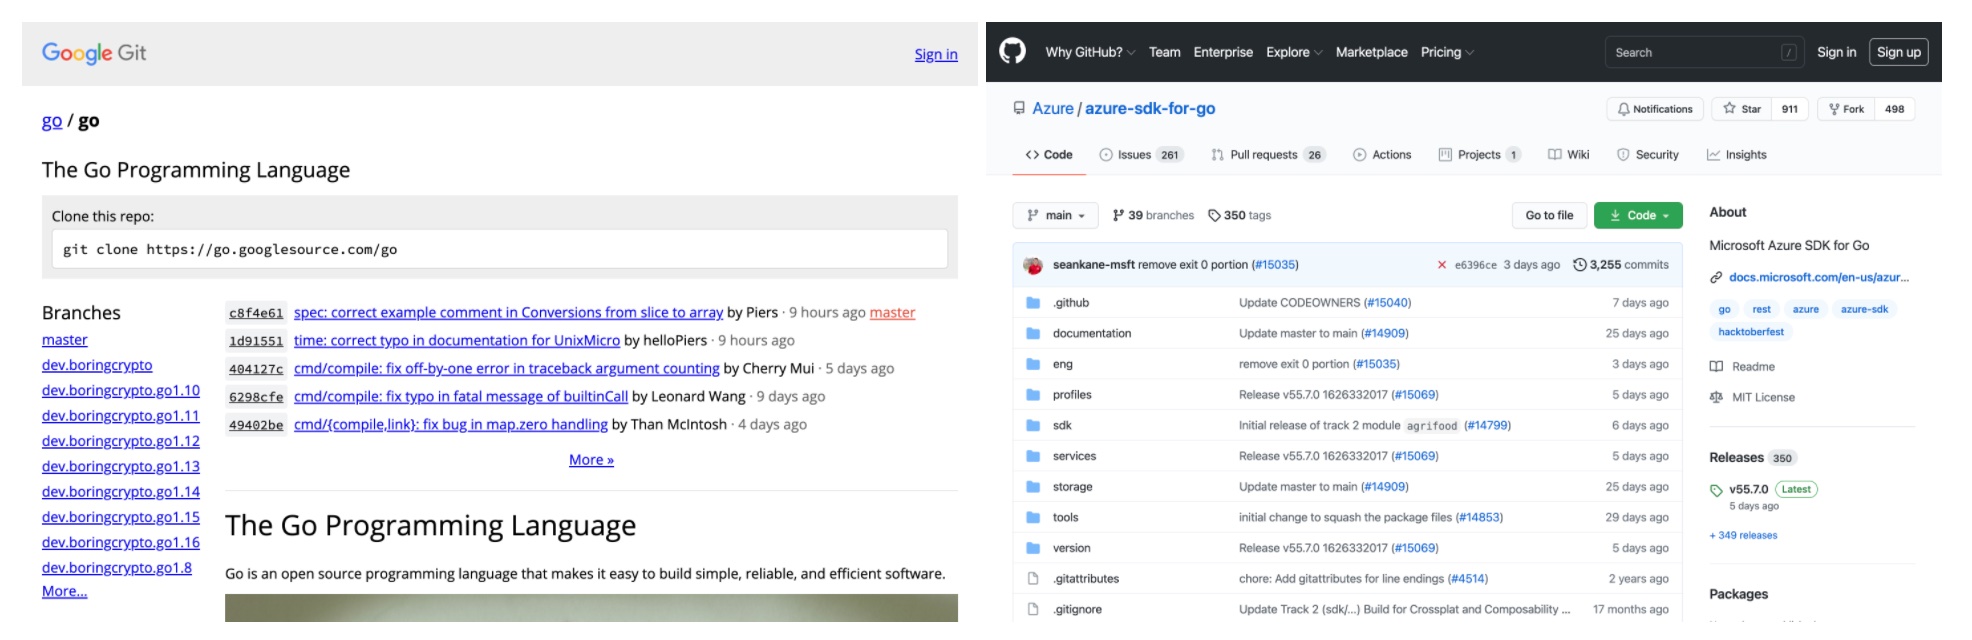 Google Git
Sign in
go / go
The Go Programming Language
Clone this repo:
git clone https://go.googlesource.com/go
Branches
master
dev.boringcrypto
dev.boringcrypto.go1.10
dev.boringcrypto.go1.11
dev.boringcrypto.go1.12
dev.boringcrypto.go1.13
dev.boringcrypto.go1.14
dev.boringcrypto.go1.15
dev.boringcrypto.go1.16
dev.boringcrypto.go1.8
More...
c8f4e61 spec: correct example comment in Conversions from slice to array by Piers · 9 hours ago master
1d91551 time: correct typo in documentation for UnixMicro by helloPiers · 9 hours ago
404127c cmd/compile: fix off-by-one error in traceback argument counting by Cherry Mui · 5 days ago
6298cfe cmd/compile: fix typo in fatal message of builtinCall by Leonard Wang · 9 days ago
49402be cmd/{compile,link}: fix bug in map.zero handling by Than McIntosh · 4 days ago
More »
The Go Programming Language
Go is an open source programming language that makes it easy to build simple, reliable, and efficient software.
Why GitHub? Team Enterprise Explore Marketplace Pricing Search / Sign in Sign up
Azure / azure-sdk-for-go
Notifications Star 911 Fork 498
Code Issues 261 Pull requests 26 Actions Projects 1 Wiki Security Insights
main 39 branches 350 tags Go to file Code
seankane-msft remove exit 0 portion (#15035) e6396ce 3 days ago 3,255 commits
.github Update CODEOWNERS (#15040) 7 days ago
documentation Update master to main (#14909) 25 days ago
eng remove exit 0 portion (#15035) 3 days ago
profiles Release v55.7.0 1626332017 (#15069) 5 days ago
sdk Initial release of track 2 module agrifood (#14799) 6 days ago
services Release v55.7.0 1626332017 (#15069) 5 days ago
storage Update master to main (#14909) 25 days ago
tools initial change to squash the package files (#14853) 29 days ago
version Release v55.7.0 1626332017 (#15069) 5 days ago
.gitattributes chore: Add gitattributes for line endings (#4514) 2 years ago
.gitignore Update Track 2 (sdk/...) Build for Crossplat and Composability ... 17 months ago
About
Microsoft Azure SDK for Go
docs.microsoft.com/en-us/azur...
go rest azure azure-sdk
hacktoberfest
Readme
MIT License
Releases 350
v55.7.0 Latest
5 days ago
+ 349 releases
Packages